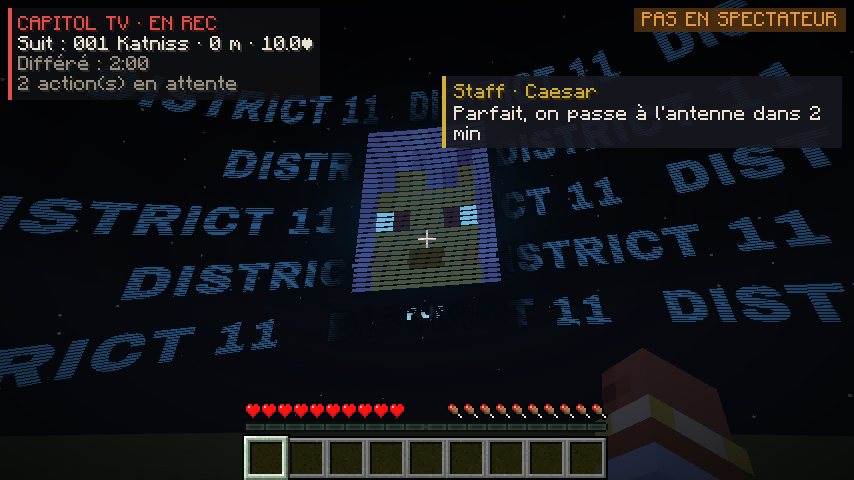 CAPITOL TV · EN REC
Suit : 001 Katniss · 0 m · 10.0♥
Différé : 2:00
2 action(s) en attente
PAS EN SPECTATEUR
Staff · Caesar
Parfait, on passe à l'antenne dans 2
min
DISTRICT 11
DISTRICT 11
DISTRICT 11
DISTRICT 11
DISTRICT 11